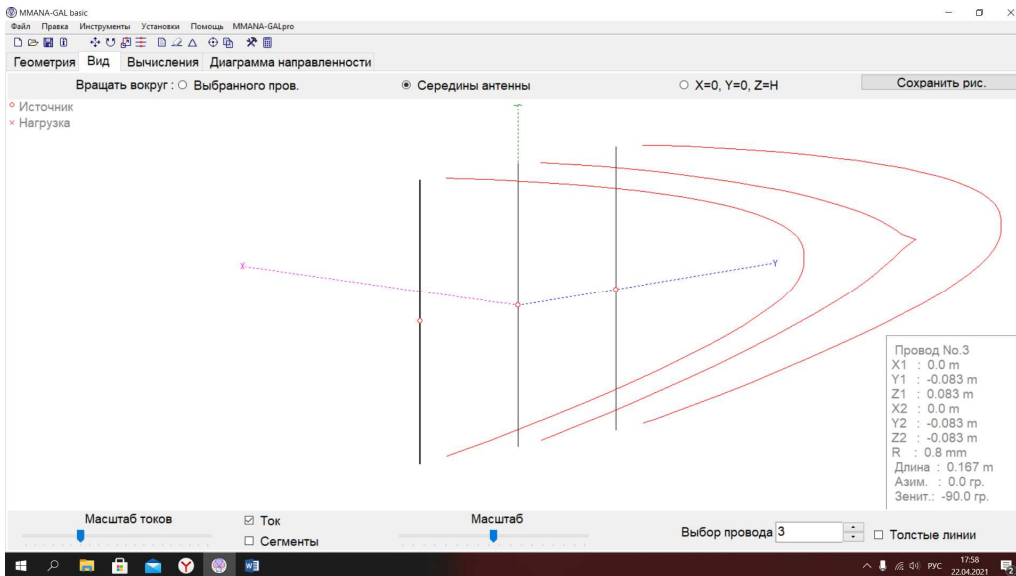 MMANA-GAL basic
Файл Правка Инструменты Установки Помощь MMANA-GALpro
Геометрия Вид Вычисления Диаграмма направленности
Вращать вокруг : Выбранного пров. Середины антенны X=0, Y=0, Z=H Сохранить рис.
Источник
Нагрузка
X
Y
Провод No.3
X1 : 0.0 m
Y1 : -0.083 m
Z1 : 0.083 m
X2 : 0.0 m
Y2 : -0.083 m
Z2 : -0.083 m
R : 0.8 mm
Длина : 0.167 m
Азим. : 0.0 гр.
Зенит.: -90.0 гр.
Масштаб токов Ток Масштаб Выбор провода 3 Толстые линии
Сегменты
РУС 17:58
22.04.2021 2